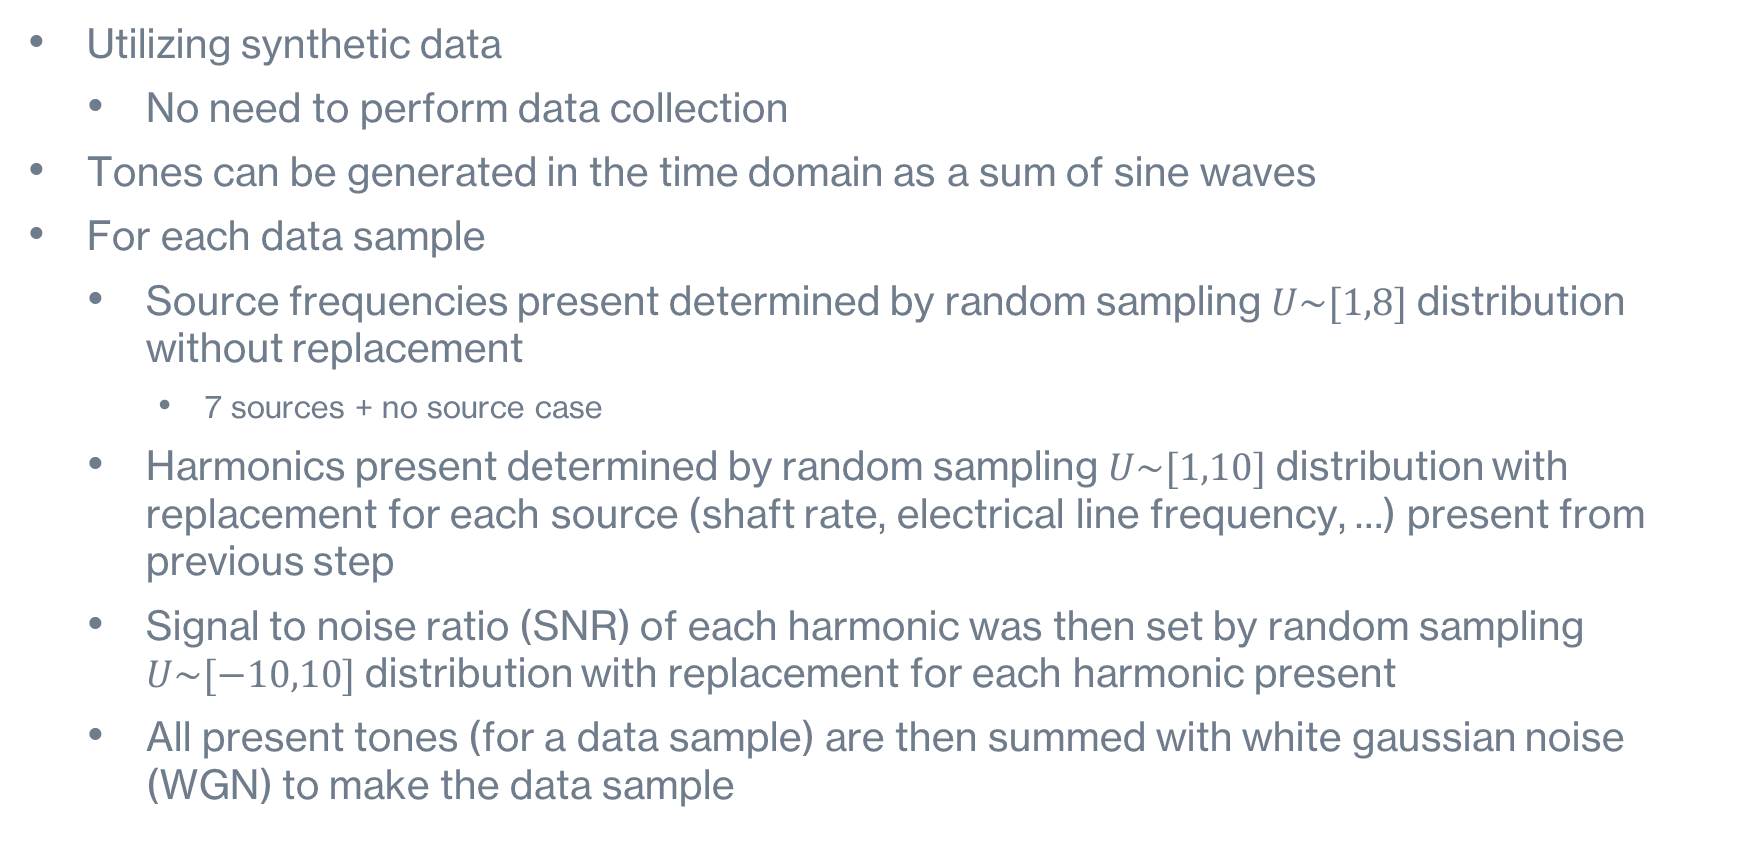 • Utilizing synthetic data
• No need to perform data collection
• Tones can be generated in the time domain as a sum of sine waves
• For each data sample
• Source frequencies present determined by random sampling U~[1,8] distribution
without replacement
• 7 sources + no source case
• Harmonics present determined by random sampling U~[1,10] distribution with
replacement for each source (shaft rate, electrical line frequency, ...) present from
previous step
• Signal to noise ratio (SNR) of each harmonic was then set by random sampling
U~[−10,10] distribution with replacement for each harmonic present
• All present tones (for a data sample) are then summed with white gaussian noise
(WGN) to make the data sample